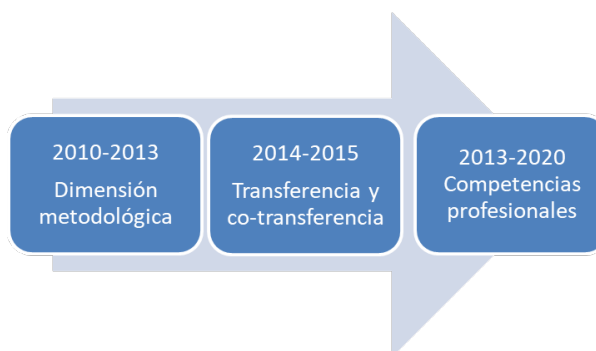 2010-2013
Dimensión
metodológica
2014-2015
Transferencia y
co-transferencia
2013-2020
Competencias
profesionales